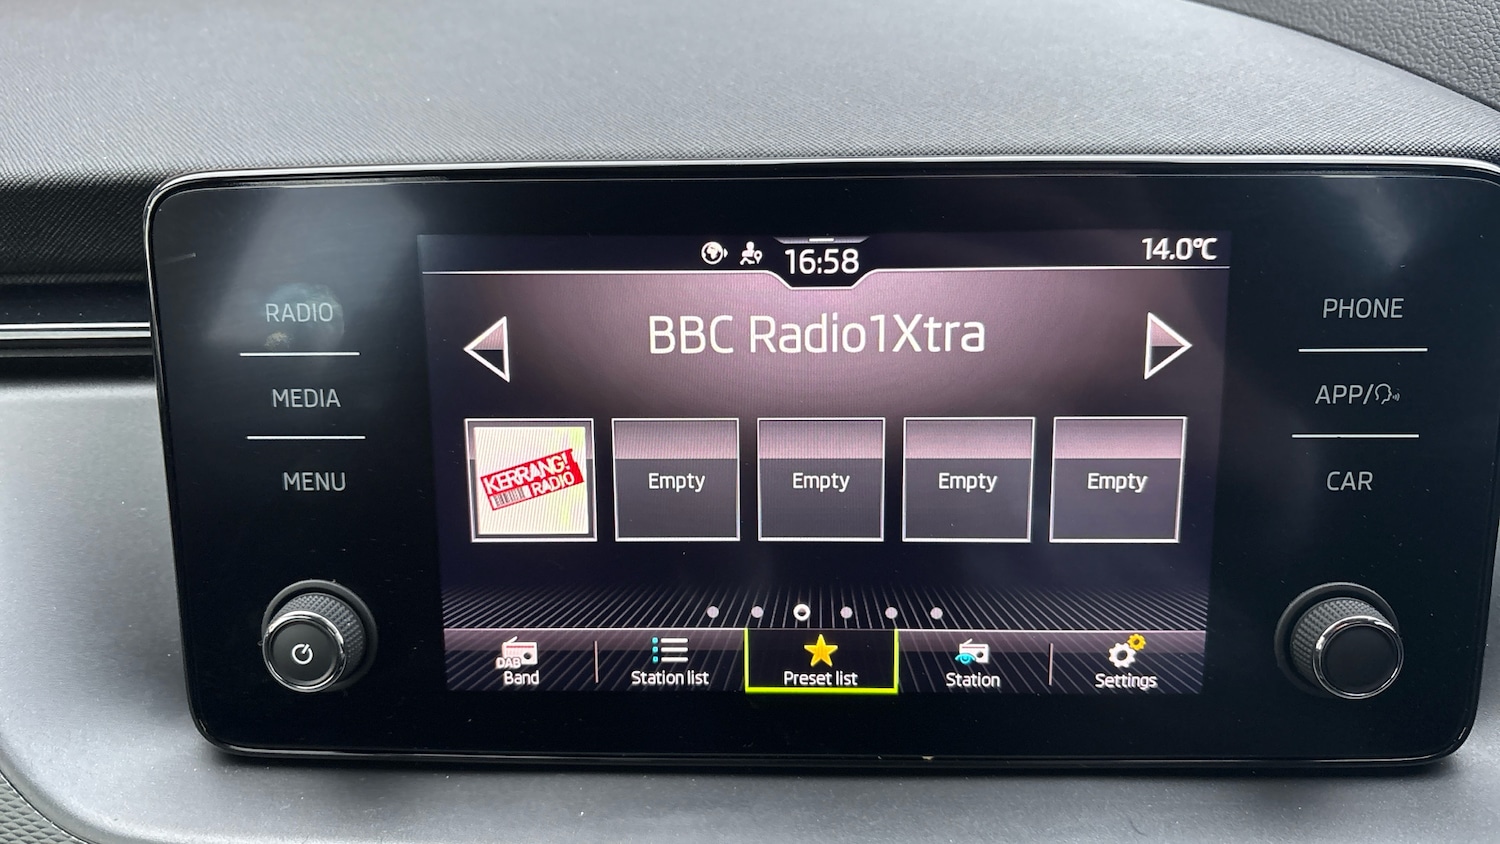 16:58
14.0°C
RADIO
MEDIA
MENU
BBC Radio1Xtra
KERRANG!
RADIO
Empty
Empty
Empty
Empty
DAB
Band
Station list
Preset list
Station
Settings
PHONE
APP/
CAR